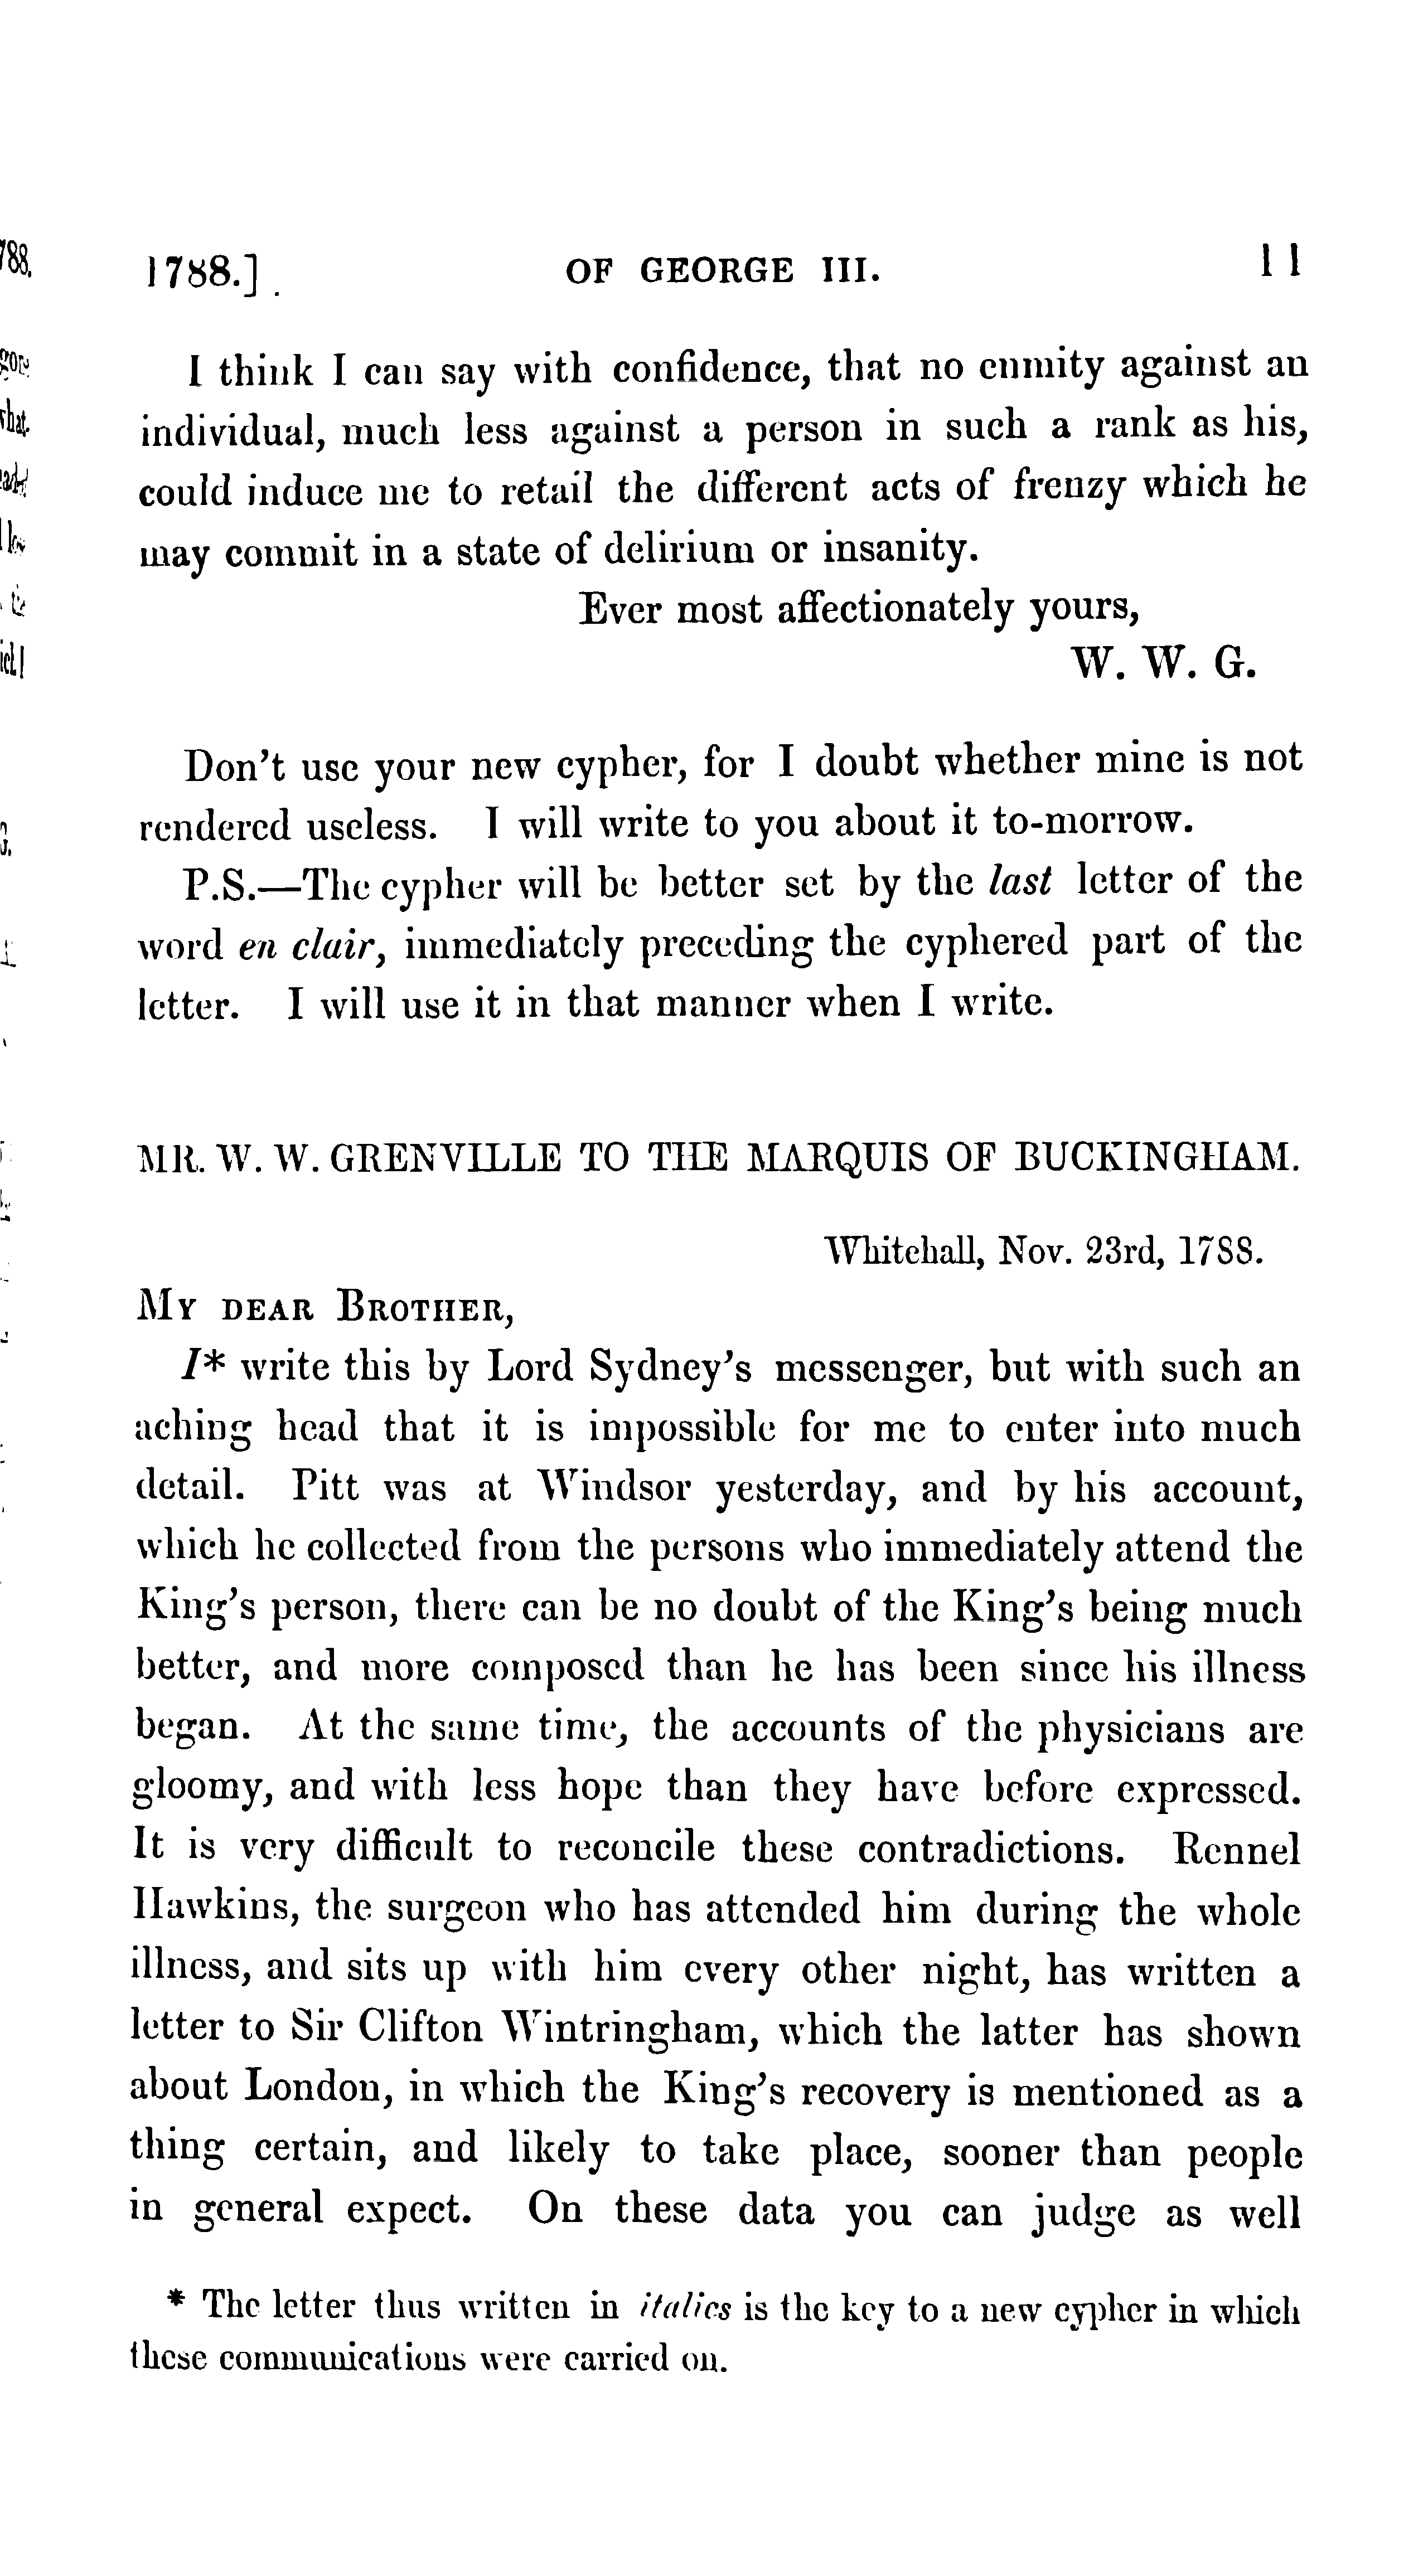 1788.] OF GEORGE III. 11
I think I can say with confidence, that no enmity against an
individual, much less against a person in such a rank as his,
could induce me to retail the different acts of frenzy which he
may commit in a state of delirium or insanity.
Ever most affectionately yours,
W. W. G.
Don't use your new cypher, for I doubt whether mine is not
rendered useless. I will write to you about it to-morrow.
P.S.—The cypher will be better set by the last letter of the
word en clair, immediately preceding the cyphered part of the
letter. I will use it in that manner when I write.
MR. W. W. GRENVILLE TO THE MARQUIS OF BUCKINGHAM.
Whitehall, Nov. 23rd, 1788.
MY DEAR BROTHER,
I* write this by Lord Sydney's messenger, but with such an
aching head that it is impossible for me to enter into much
detail. Pitt was at Windsor yesterday, and by his account,
which he collected from the persons who immediately attend the
King's person, there can be no doubt of the King's being much
better, and more composed than he has been since his illness
began. At the same time, the accounts of the physicians are
gloomy, and with less hope than they have before expressed.
It is very difficult to reconcile these contradictions. Rennel
Hawkins, the surgeon who has attended him during the whole
illness, and sits up with him every other night, has written a
letter to Sir Clifton Wintringham, which the latter has shown
about London, in which the King's recovery is mentioned as a
thing certain, and likely to take place, sooner than people
in general expect. On these data you can judge as well
* The letter thus written in italics is the key to a new cypher in which
these communications were carried on.